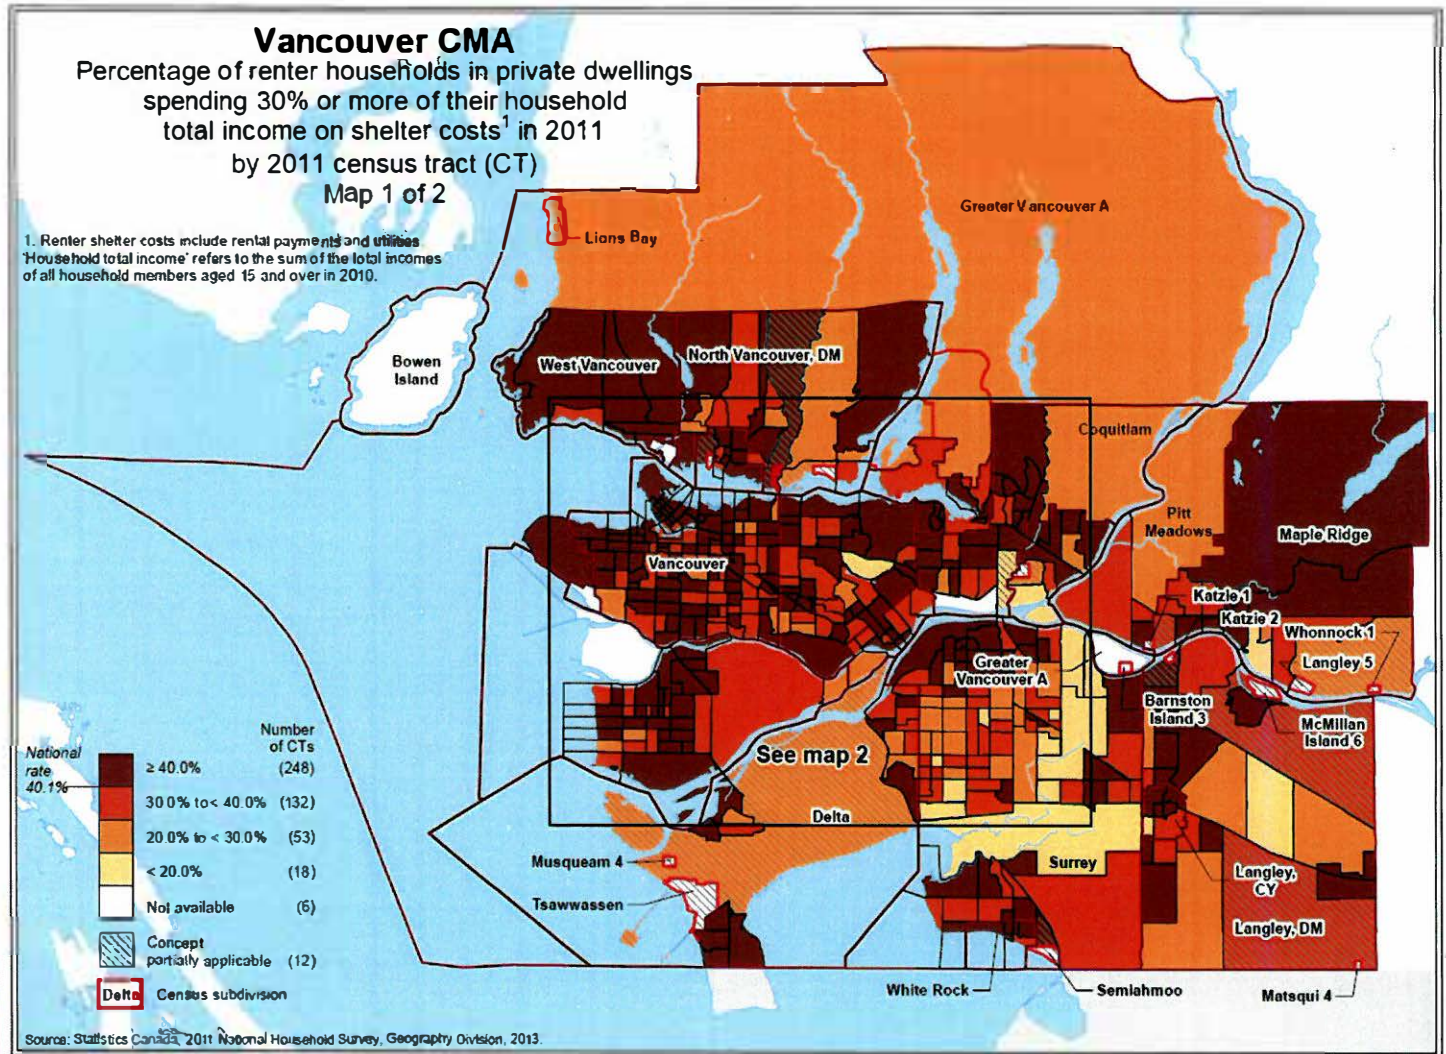 Vancouver CMA
Percentage of renter households in private dwellings
spending 30% or more of their household
total income on shelter costs1 in 2011
by 2011 census tract (CT)
Map 1 of 2
1. Renter shelter costs include rental payments and utilities
'Household total income' refers to the sum of the total incomes
of all household members aged 15 and over in 2010.
Greater Vancouver A
Lions Bay
Bowen
Island
West Vancouver
North Vancouver, DM
Coquitlam
Pitt
Meadows
Maple Ridge
Vancouver
Katzie 1
Katzie 2
Whonnock 1
Langley 5
Greater
Vancouver A
Barnston
Island 3
McMillan
Island 6
See map 2
Delta
Surrey
Musqueam 4
Tsawwassen
Langley,
CY
Langley, DM
White Rock
Semiahmoo
Matsqui 4
Number
of CTs
National
rate
40.1%
≥ 40.0% (248)
30.0% to < 40.0% (132)
20.0% to < 30.0% (53)
< 20.0% (18)
Not available (6)
Concept
partially applicable (12)
Delta Census subdivision
Source: Statistics Canada, 2011 National Household Survey, Geography Division, 2013.